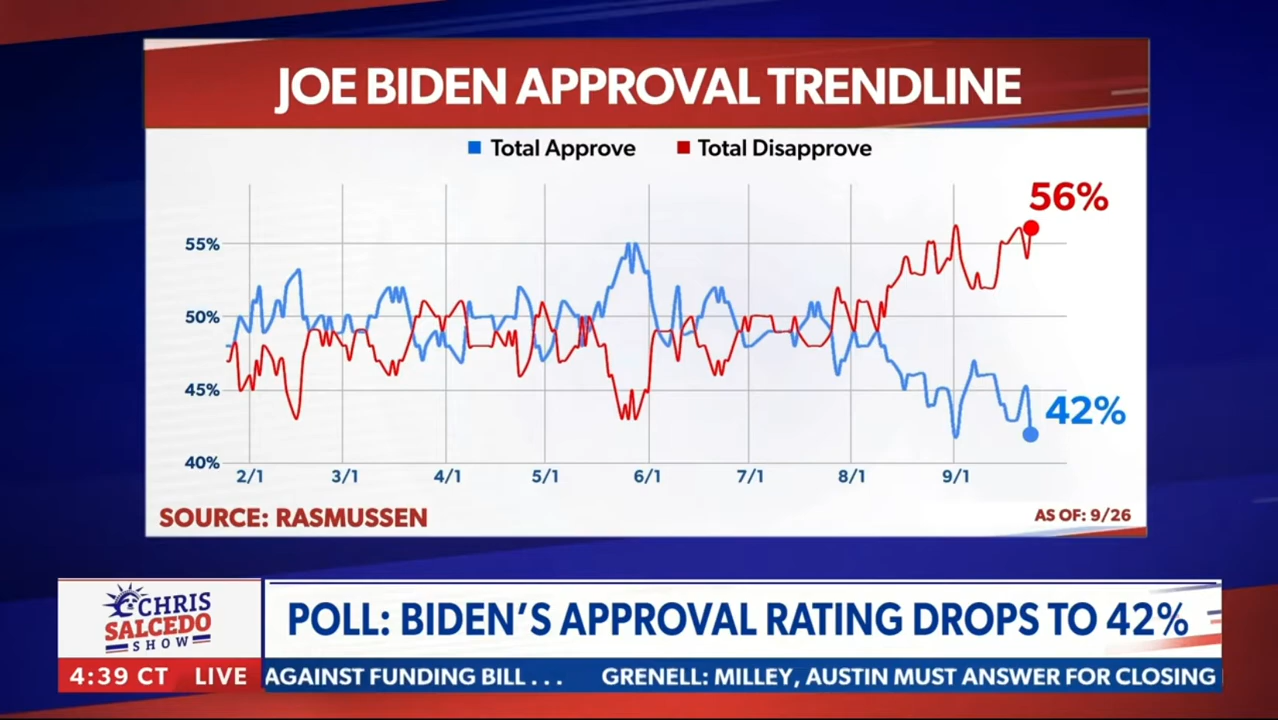 JOE BIDEN APPROVAL TRENDLINE
Total Approve Total Disapprove
56%
55%
50%
45%
42%
40%
2/1 3/1 4/1 5/1 6/1 7/1 8/1 9/1
SOURCE: RASMUSSEN
AS OF: 9/26
CHRIS
SALCEDO
SHOW
POLL: BIDEN'S APPROVAL RATING DROPS TO 42%
4:39 CT LIVE
AGAINST FUNDING BILL . . . GRENELL: MILLEY, AUSTIN MUST ANSWER FOR CLOSING